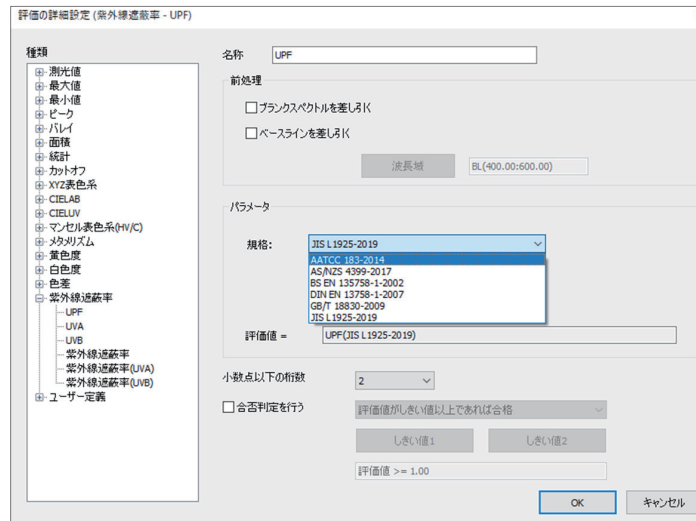 評価の詳細設定 (紫外線遮蔽率 - UPF)
種類
測光値
最大値
最小値
ピーク
バレイ
面積
統計
カットオフ
XYZ表色系
CIELAB
CIELUV
マンセル表色系(HV/C)
メタメリズム
黄色度
白色度
色差
紫外線遮蔽率
UPF
UVA
UVB
紫外線遮蔽率
紫外線遮蔽率(UVA)
紫外線遮蔽率(UVB)
ユーザー定義
名称 UPF
前処理
ブランクスペクトルを差し引く
ベースラインを差し引く
波長域 BL(400.00:600.00)
パラメータ
規格: JIS L1925-2019
AATCC 183-2014
AS/NZS 4399-2017
BS EN 135758-1-2002
DIN EN 13758-1-2007
GB/T 18830-2009
JIS L1925-2019
評価値 = UPF(JIS L1925-2019)
小数点以下の桁数 2
合否判定を行う 評価値がしきい値以上であれば合格
しきい値1 しきい値2
評価値 >= 1.00
OK キャンセル